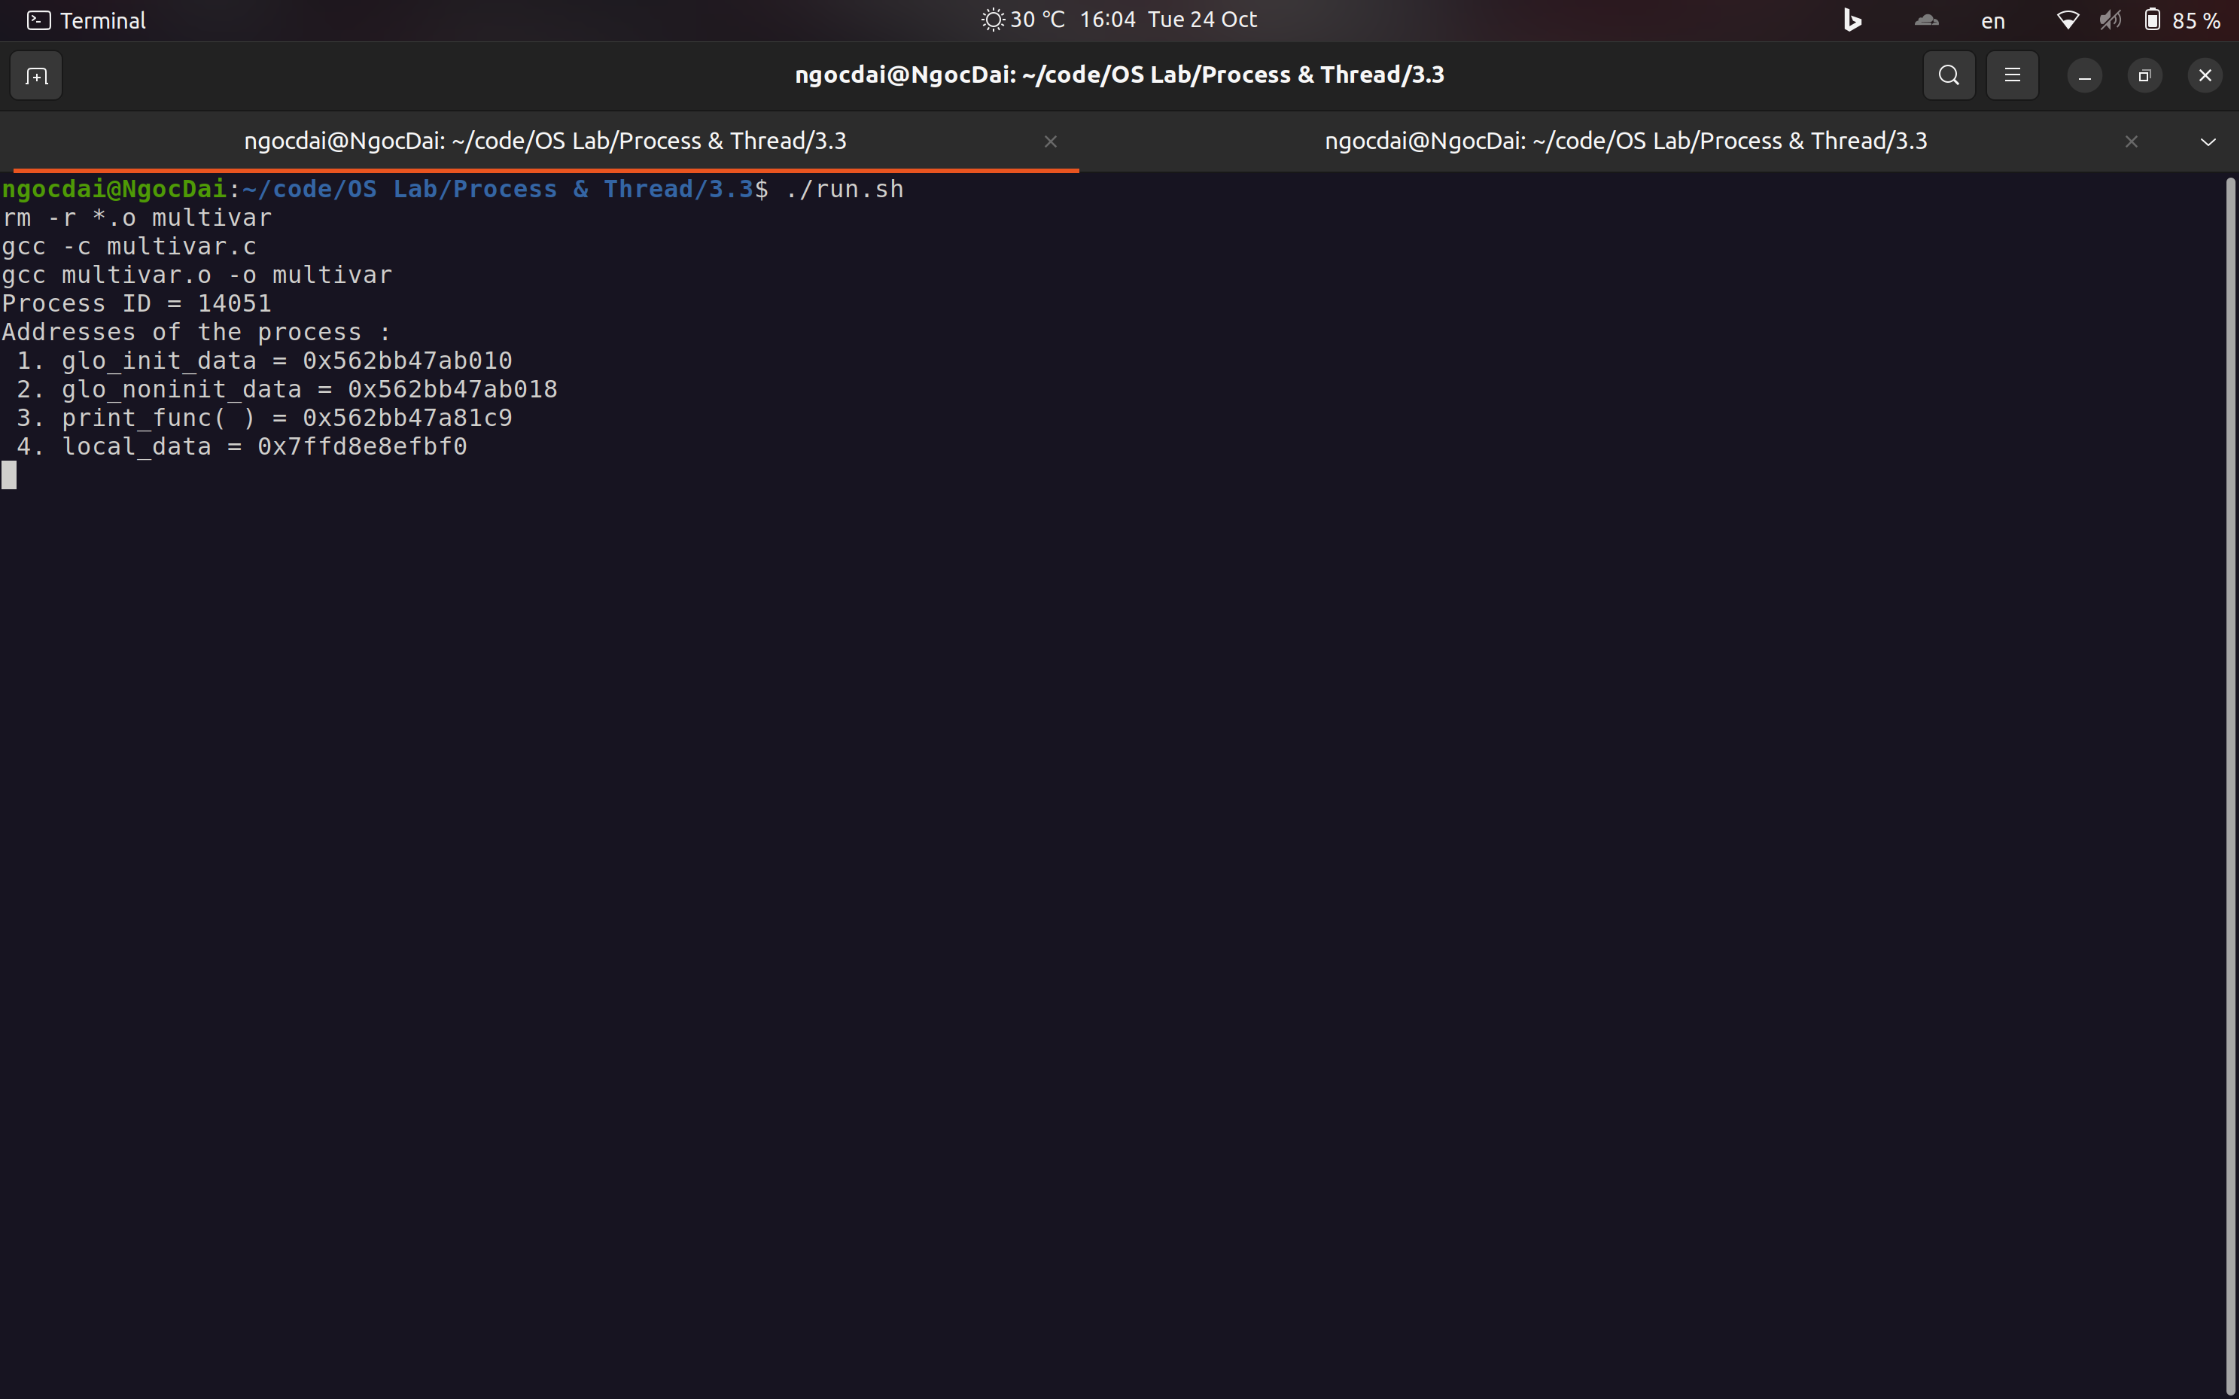 Terminal
30 °C 16:04 Tue 24 Oct
en
85 %
ngocdai@NgocDai: ~/code/OS Lab/Process & Thread/3.3
ngocdai@NgocDai: ~/code/OS Lab/Process & Thread/3.3
ngocdai@NgocDai: ~/code/OS Lab/Process & Thread/3.3
ngocdai@NgocDai:~/code/OS Lab/Process & Thread/3.3$ ./run.sh
rm -r *.o multivar
gcc -c multivar.c
gcc multivar.o -o multivar
Process ID = 14051
Addresses of the process :
 1. glo_init_data = 0x562bb47ab010
 2. glo_noninit_data = 0x562bb47ab018
 3. print_func( ) = 0x562bb47a81c9
 4. local_data = 0x7ffd8e8efbf0